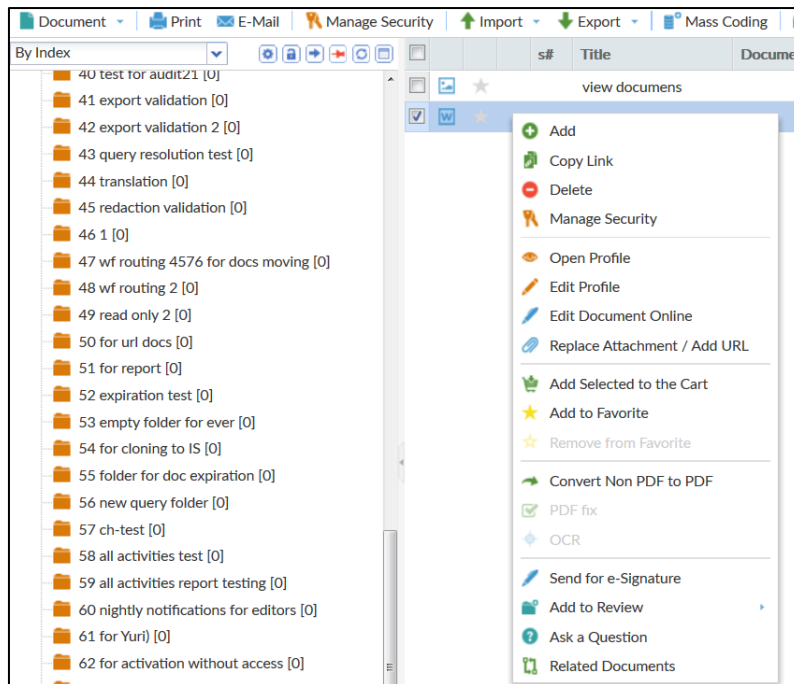 Document Print E-Mail Manage Security Import Export Mass Coding
By Index
s# Title Docume
40 test for audit21 [0]
41 export validation [0]
42 export validation 2 [0]
43 query resolution test [0]
44 translation [0]
45 redaction validation [0]
46 1 [0]
47 wf routing 4576 for docs moving [0]
48 wf routing 2 [0]
49 read only 2 [0]
50 for url docs [0]
51 for report [0]
52 expiration test [0]
53 empty folder for ever [0]
54 for cloning to IS [0]
55 folder for doc expiration [0]
56 new query folder [0]
57 ch-test [0]
58 all activities test [0]
59 all activities report testing [0]
60 nightly notifications for editors [0]
61 for Yuri) [0]
62 for activation without access [0]
view documens
Add
Copy Link
Delete
Manage Security
Open Profile
Edit Profile
Edit Document Online
Replace Attachment / Add URL
Add Selected to the Cart
Add to Favorite
Remove from Favorite
Convert Non PDF to PDF
PDF fix
OCR
Send for e-Signature
Add to Review
Ask a Question
Related Documents